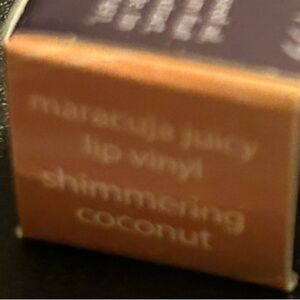 maracuja juicy
lip vinyl
shimmering
coconut